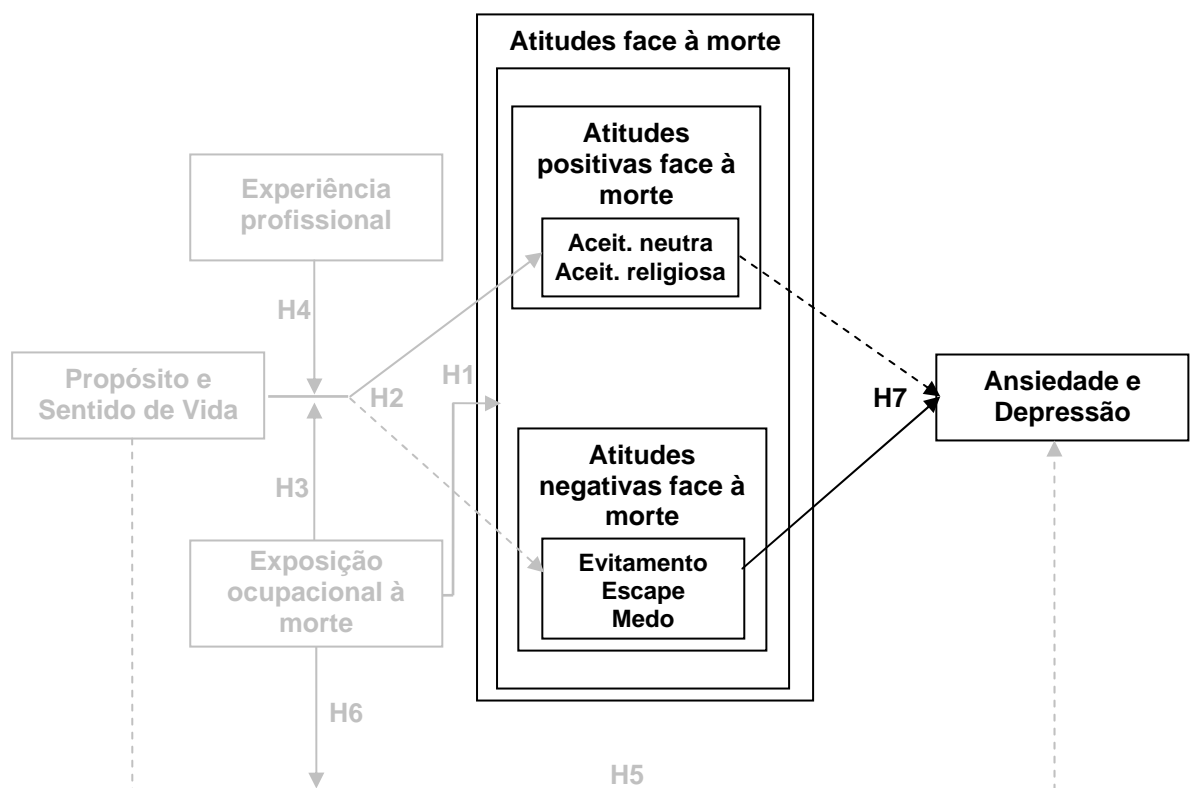 Atitudes face à morte
Atitudes
positivas face à
morte
Aceit. neutra
Aceit. religiosa
Experiência
profissional
H4
Propósito e
Sentido de Vida
H2
H1
H7
Ansiedade e
Depressão
H3
Atitudes
negativas face à
morte
Evitamento
Escape
Medo
Exposição
ocupacional à
morte
H6
H5